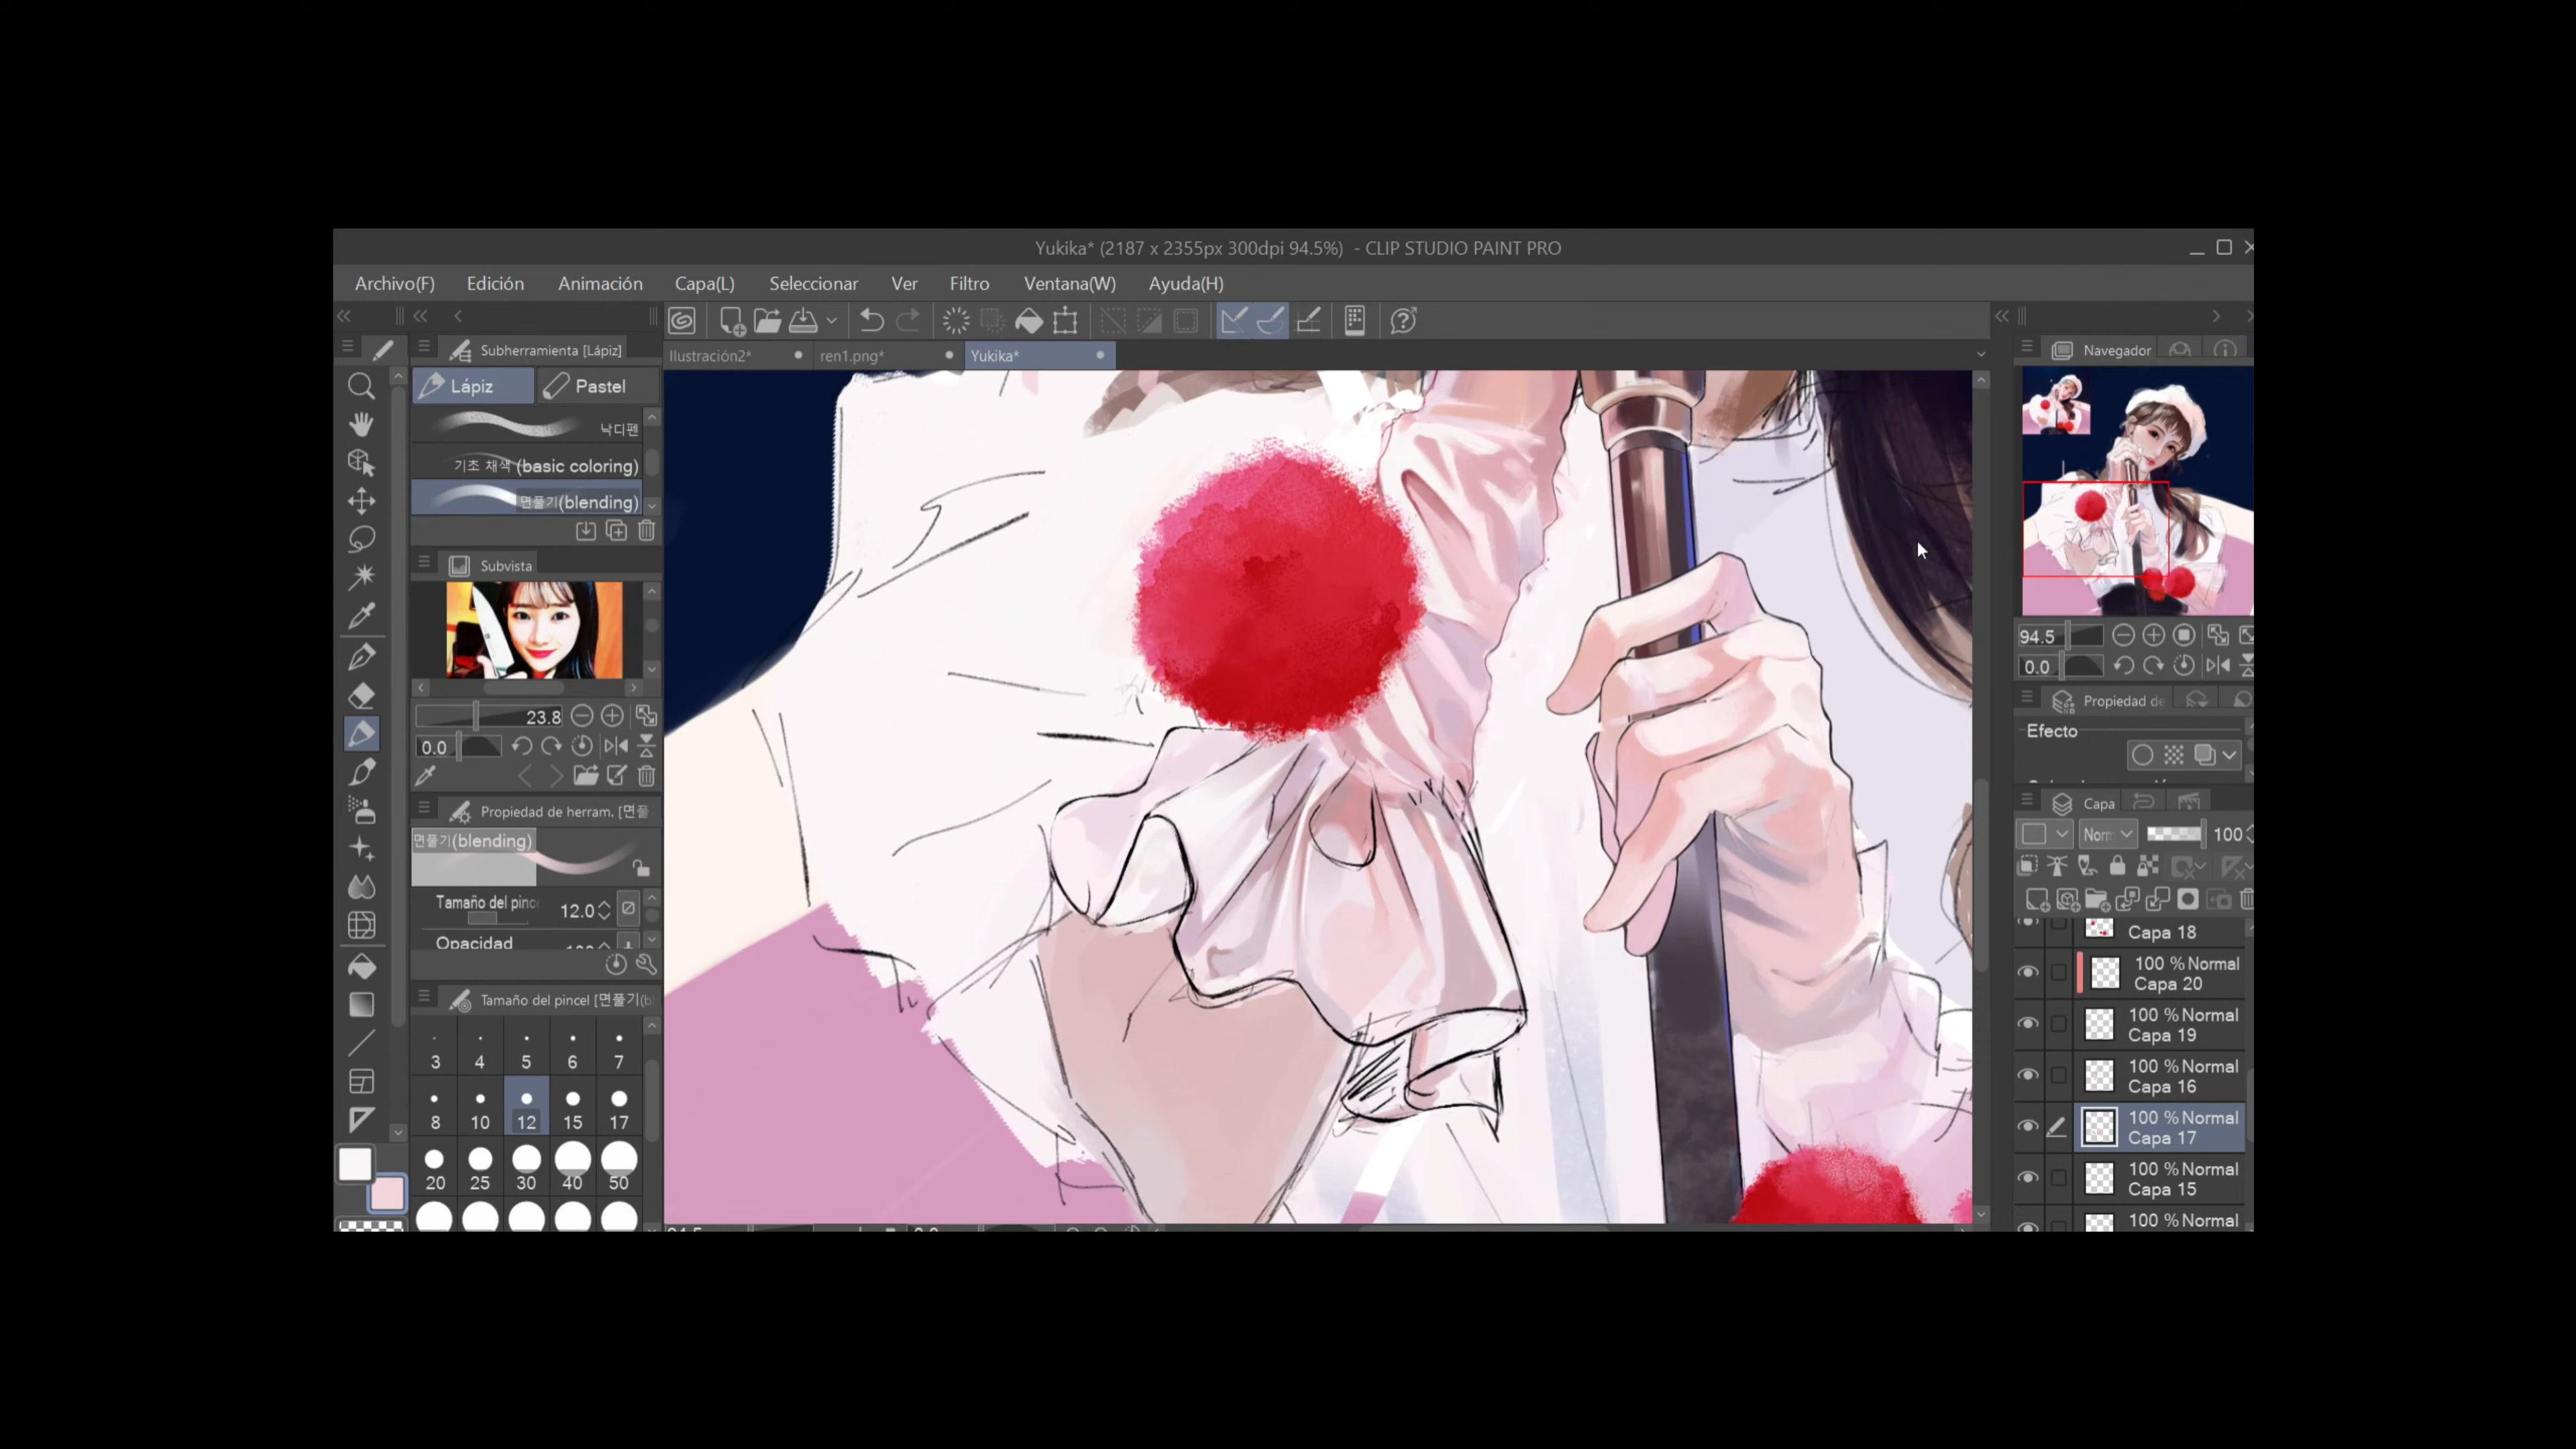 Yukika* (2187 x 2355px 300dpi 94.5%) - CLIP STUDIO PAINT PRO
Archivo(F) Edición Animación Capa(L) Seleccionar Ver Filtro Ventana(W) Ayuda(H)
Ilustración2* ren1.png* Yukika*
Subherramienta [Lápiz]
Lápiz Pastel
낙디펜
기초 채색 (basic coloring)
면풀기(blending)
Subvista
23.8
0.0
Propiedad de herram. [면풀
면풀기(blending)
Tamaño del pinc 12.0
Opacidad
Tamaño del pincel [면풀기(bl
3 4 5 6 7
8 10 12 15 17
20 25 30 40 50
Navegador
94.5
0.0
Propiedad de
Efecto
Capa
Norm 100
Capa 18
100 % Normal
Capa 20
100 % Normal
Capa 19
100 % Normal
Capa 16
100 % Normal
Capa 17
100 % Normal
Capa 15
100 % Normal